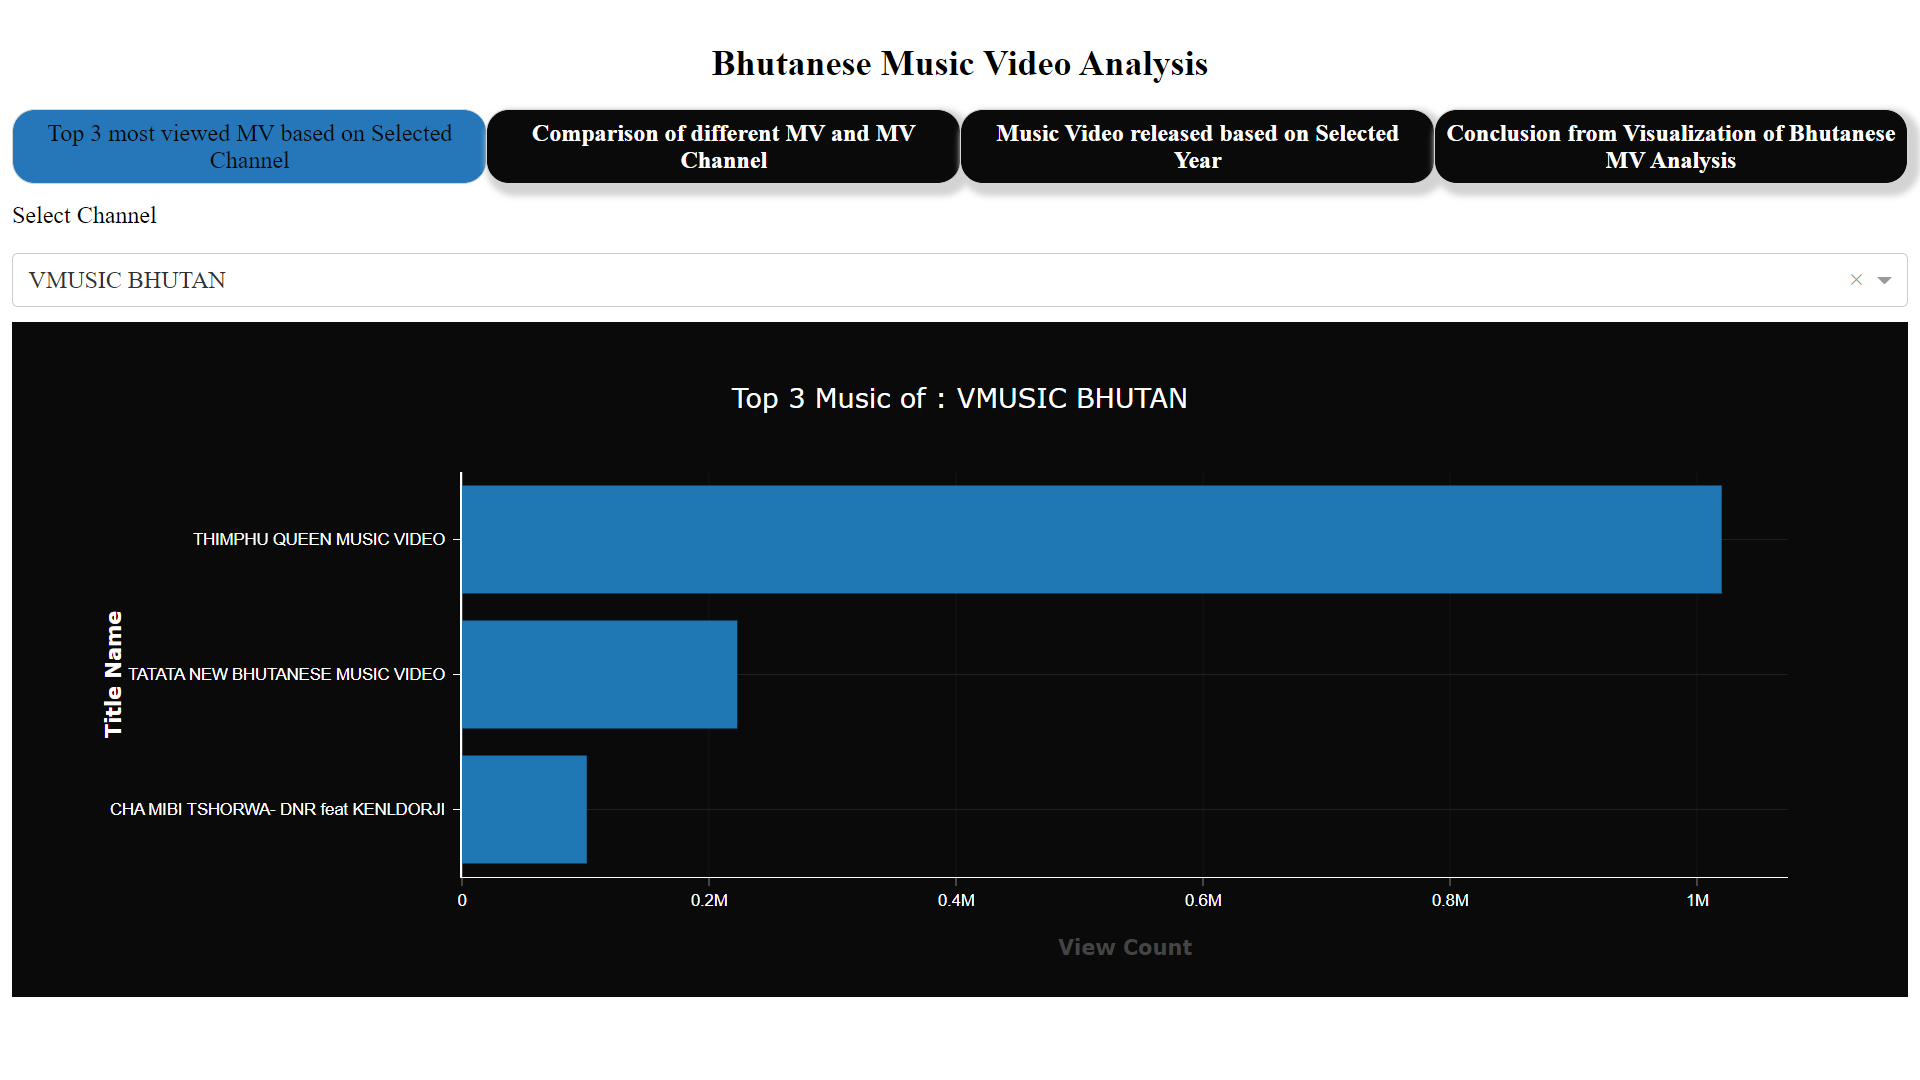 Bhutanese Music Video Analysis
Top 3 most viewed MV based on Selected
Channel
Comparison of different MV and MV
Channel
Music Video released based on Selected
Year
Conclusion from Visualization of Bhutanese
MV Analysis
Select Channel
VMUSIC BHUTAN
Top 3 Music of : VMUSIC BHUTAN
Title Name
THIMPHU QUEEN MUSIC VIDEO
TATATA NEW BHUTANESE MUSIC VIDEO
CHA MIBI TSHORWA- DNR feat KENLDORJI
0 0.2M 0.4M 0.6M 0.8M 1M
View Count